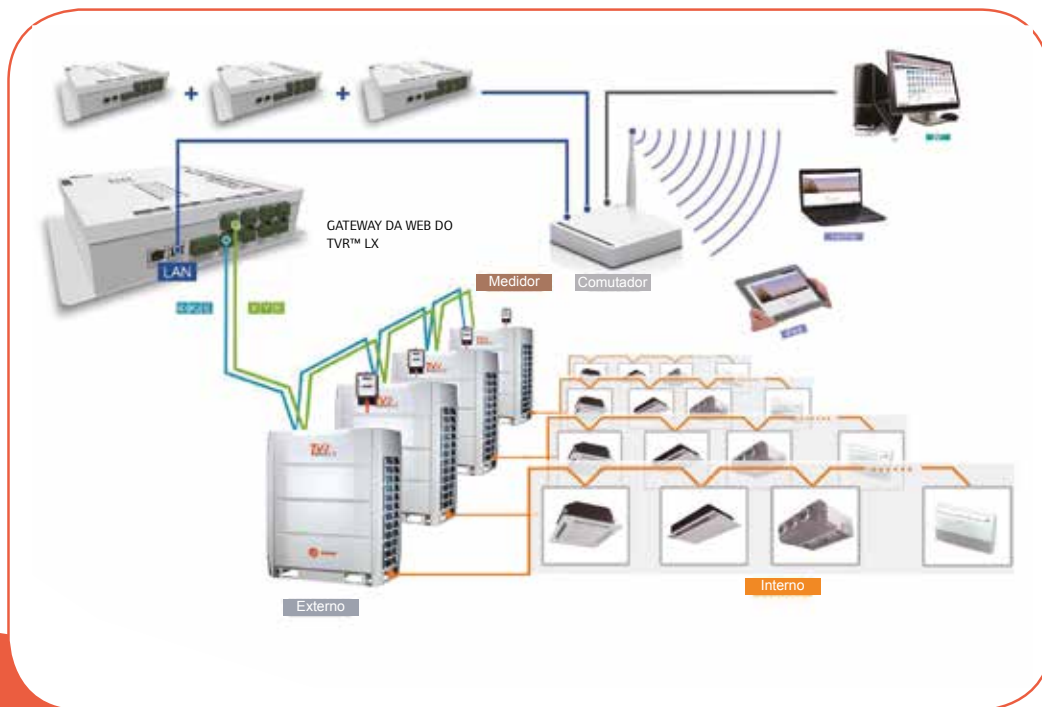 GATEWAY DA WEB DO
TVR™ LX
LAN
Medidor
Comutador
Externo
Interno